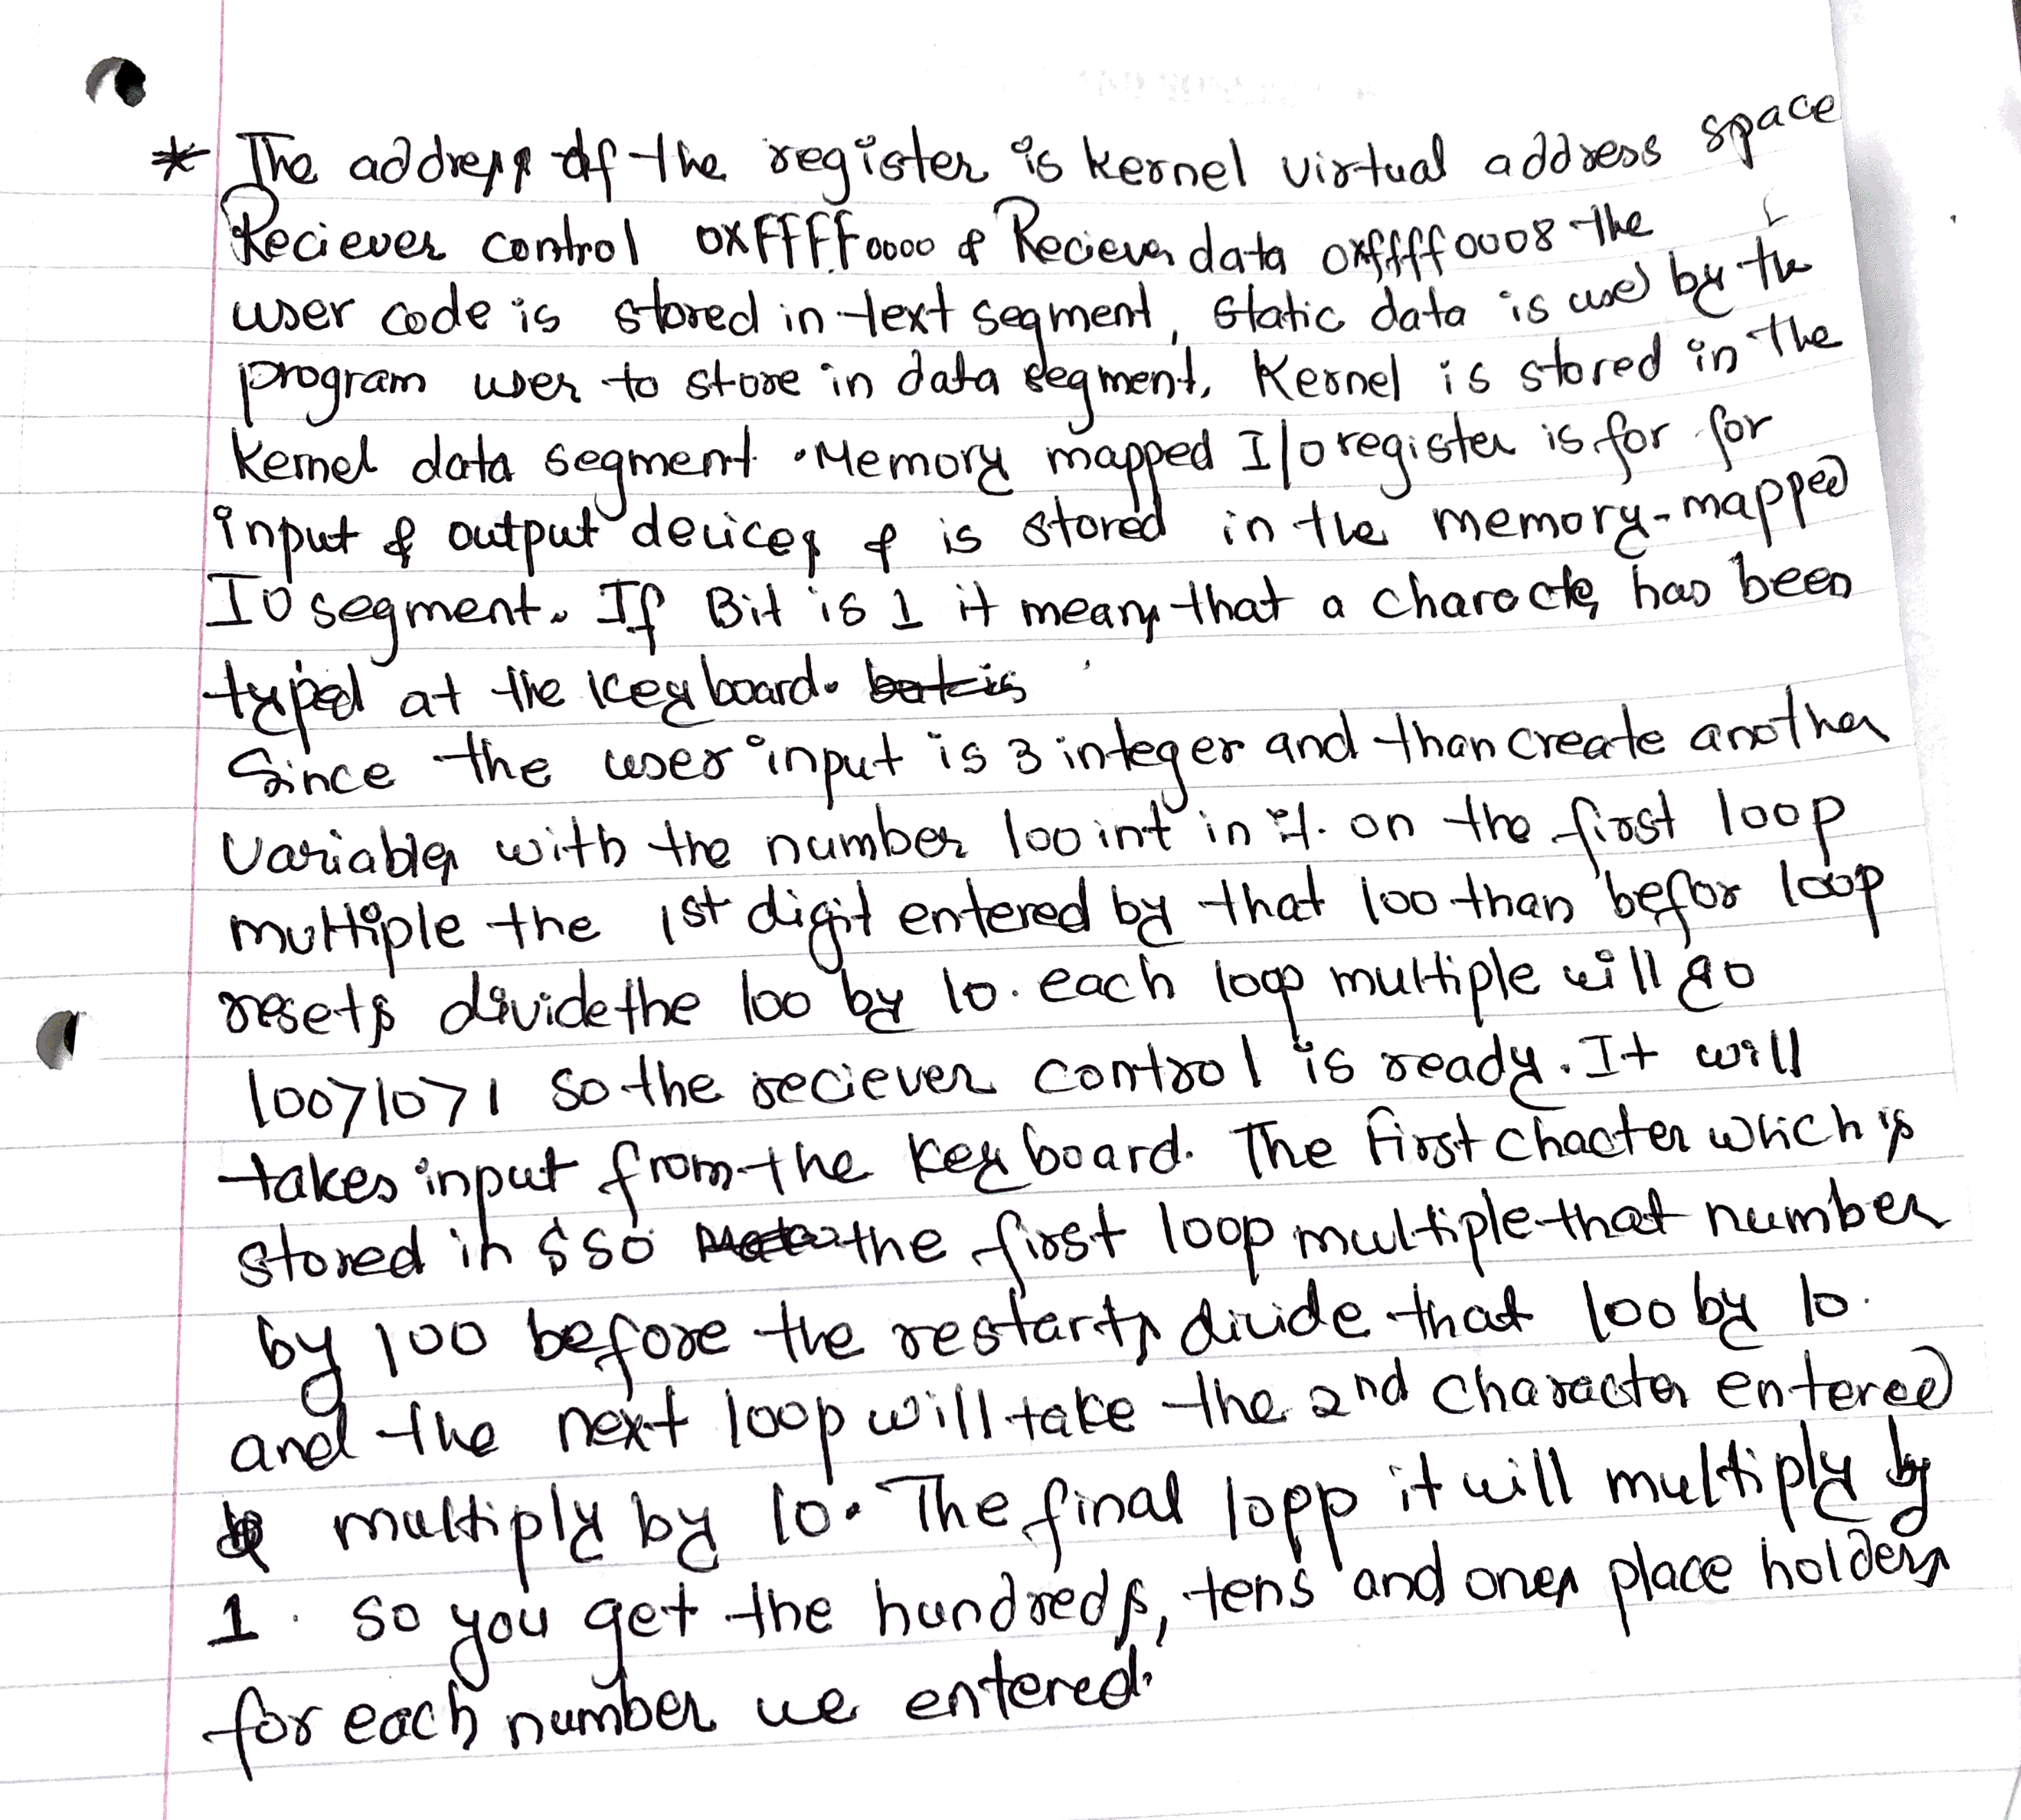 * The address of the register is kernel virtual address space
Reciever control 0xFFFF0000 & Reciever data 0xffff0008 the
user code is stored in text segment, static data is used by the
program user to store in data segment. Kernel is stored in the
kernel data segment. Memory mapped I/O register is for for
input & output devices & is stored in the memory-mapped
IO segment. If Bit is 1 it means that a characte has been
typed at the keyboard.
Since the user input is 3 integer and than create another
variables with the number 100 int in it. on the first loop
multiple the 1st digit entered by that 100 than befor loop
resets divide the 100 by 10. each loop multiple will go
100>10>1 so the reciever control is ready. It will
takes input from the keyboard. The first chacter which is
stored in $s0 the first loop multiple that number
by 100 before the restarts divide that 100 by 10.
and the next loop will take the 2nd character entered
multiply by 10. The final lopp it will multiply by
1. so you get the hundreds, tens and ones place holders
for each number we entered.